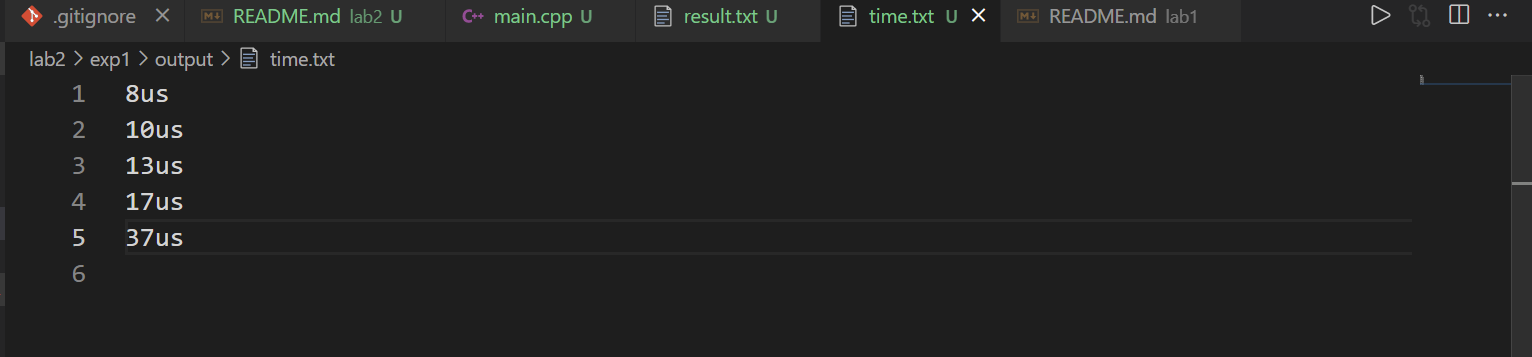 .gitignore README.md lab2 U main.cpp U result.txt U time.txt U README.md lab1
lab2 > exp1 > output > time.txt
1 8us
2 10us
3 13us
4 17us
5 37us
6